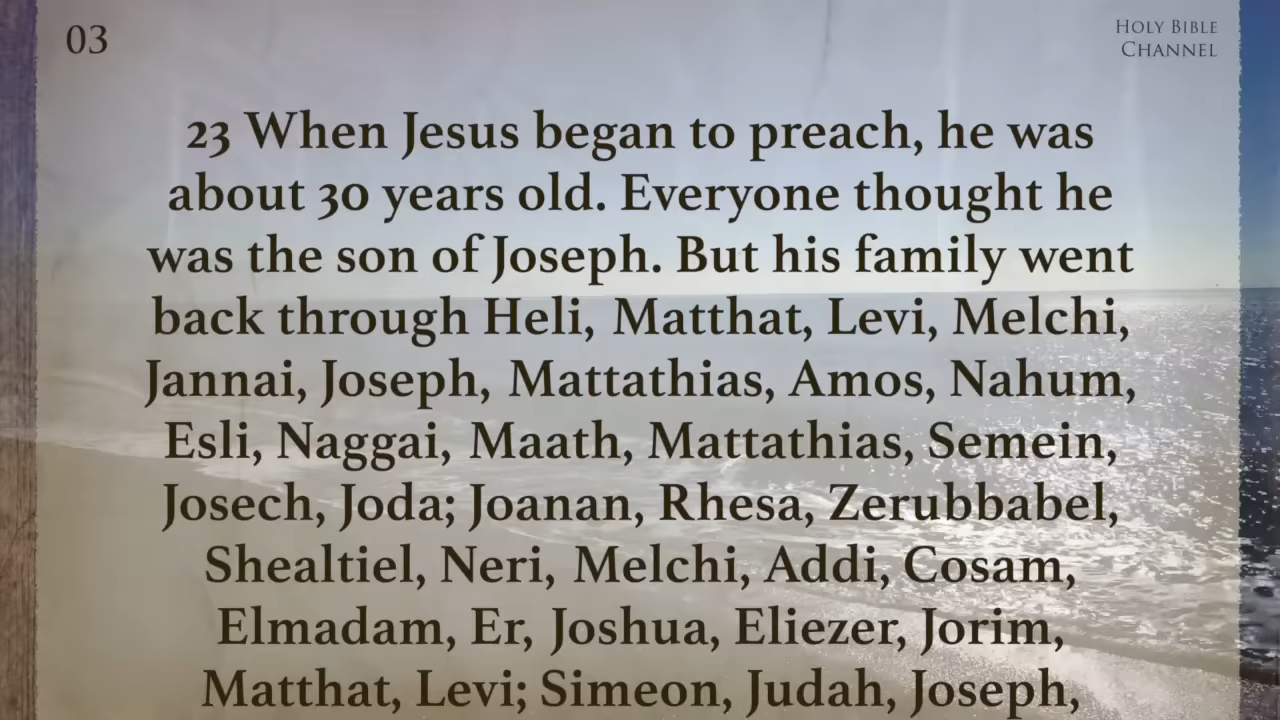 03
HOLY BIBLE
CHANNEL
23 When Jesus began to preach, he was
about 30 years old. Everyone thought he
was the son of Joseph. But his family went
back through Heli, Matthat, Levi, Melchi,
Jannai, Joseph, Mattathias, Amos, Nahum,
Esli, Naggai, Maath, Mattathias, Semein,
Josech, Joda; Joanan, Rhesa, Zerubbabel,
Shealtiel, Neri, Melchi, Addi, Cosam,
Elmadam, Er, Joshua, Eliezer, Jorim,
Matthat, Levi; Simeon, Judah, Joseph,